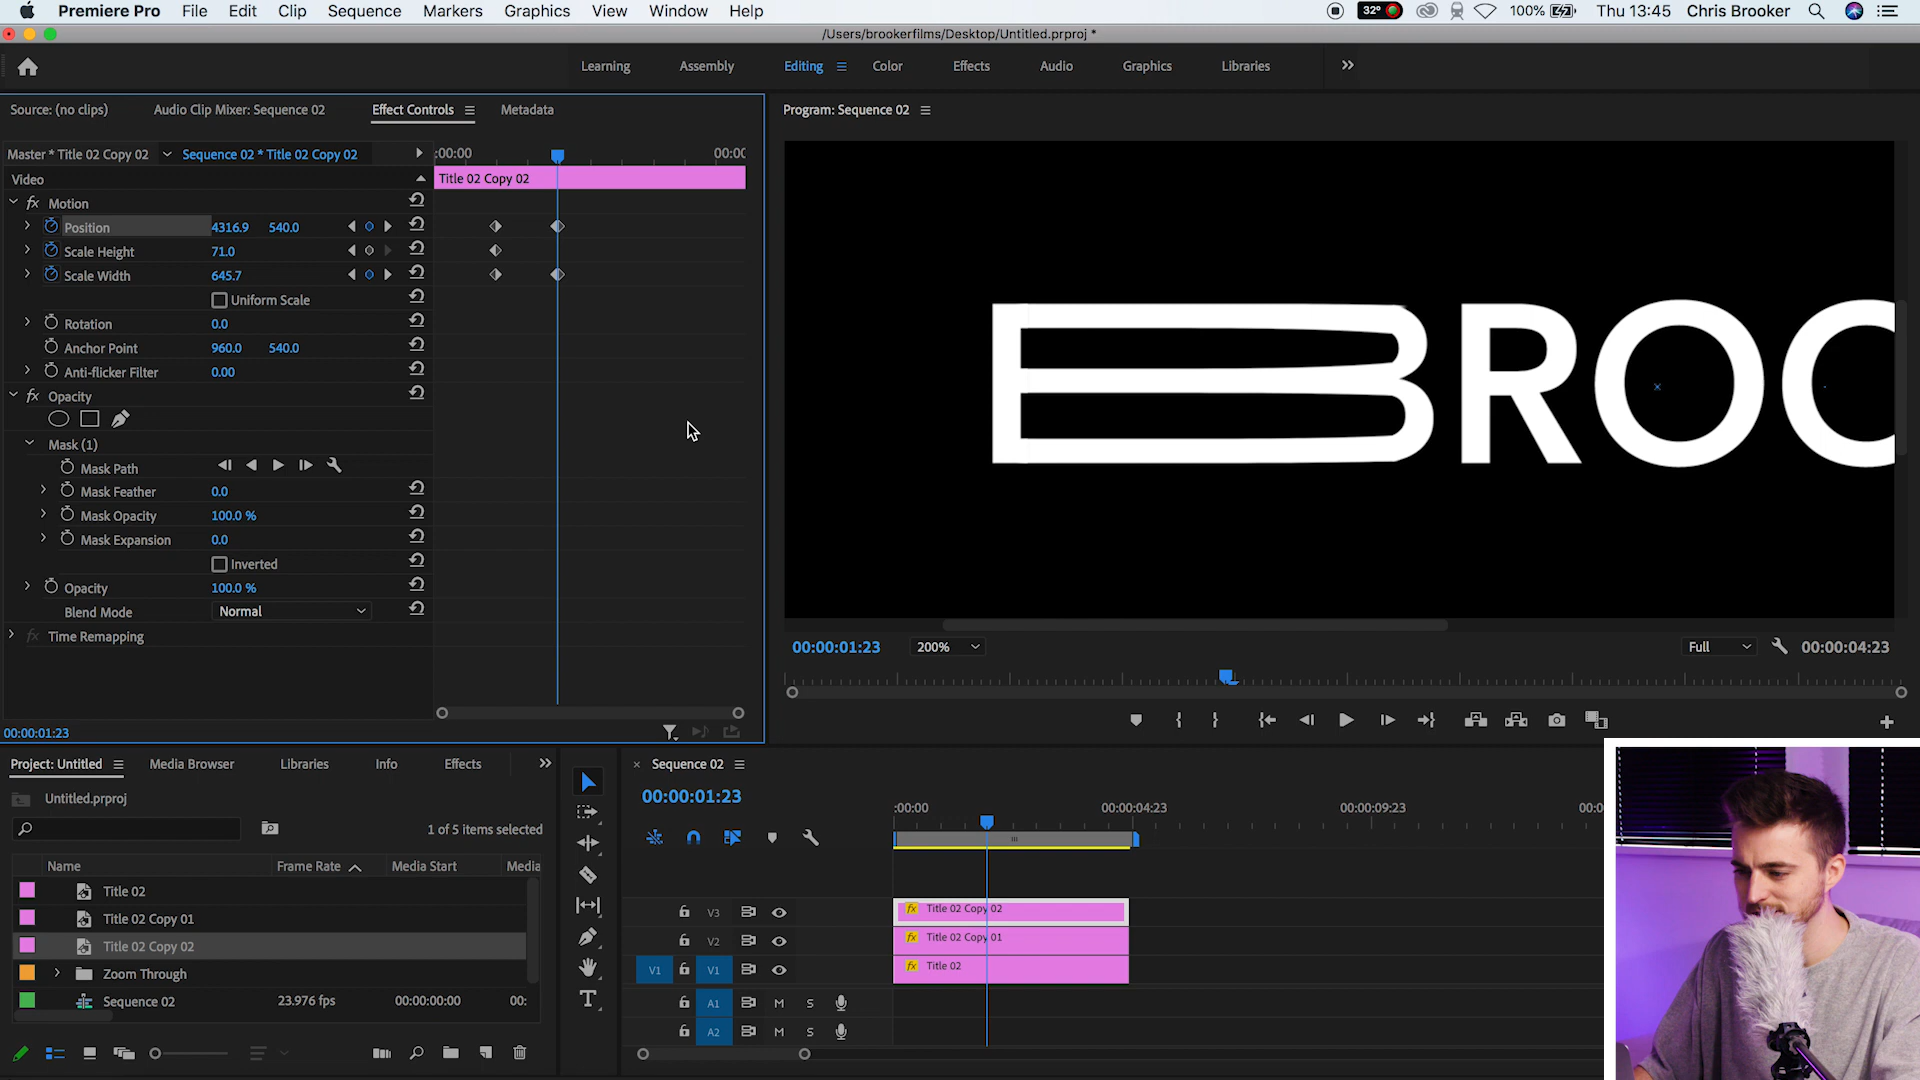 Premiere Pro File Edit Clip Sequence Markers Graphics View Window Help 32° 100% Thu 13:45 Chris Brooker
/Users/brookerfilms/Desktop/Untitled.prproj *
Learning Assembly Editing Color Effects Audio Graphics Libraries
Source: (no clips) Audio Clip Mixer: Sequence 02 Effect Controls Metadata
Program: Sequence 02
Master * Title 02 Copy 02 Sequence 02 * Title 02 Copy 02 :00:00 00:00
Video Title 02 Copy 02
fx Motion
Position 4316.9 540.0
Scale Height 71.0
Scale Width 645.7
Uniform Scale
Rotation 0.0
Anchor Point 960.0 540.0
Anti-flicker Filter 0.00
fx Opacity
Mask (1)
Mask Path
Mask Feather 0.0
Mask Opacity 100.0 %
Mask Expansion 0.0
Inverted
Opacity 100.0 %
Blend Mode Normal
fx Time Remapping
00:00:01:23
BROO
00:00:01:23 200% Full 00:00:04:23
Project: Untitled Media Browser Libraries Info Effects
Untitled.prproj
1 of 5 items selected
Name Frame Rate Media Start Media
Title 02
Title 02 Copy 01
Title 02 Copy 02
Zoom Through
Sequence 02 23.976 fps 00:00:00:00 00:
× Sequence 02
00:00:01:23
:00:00 00:00:04:23 00:00:09:23 00:
V3 fx Title 02 Copy 02
V2 fx Title 02 Copy 01
V1 V1 fx Title 02
A1 M S
A2 M S